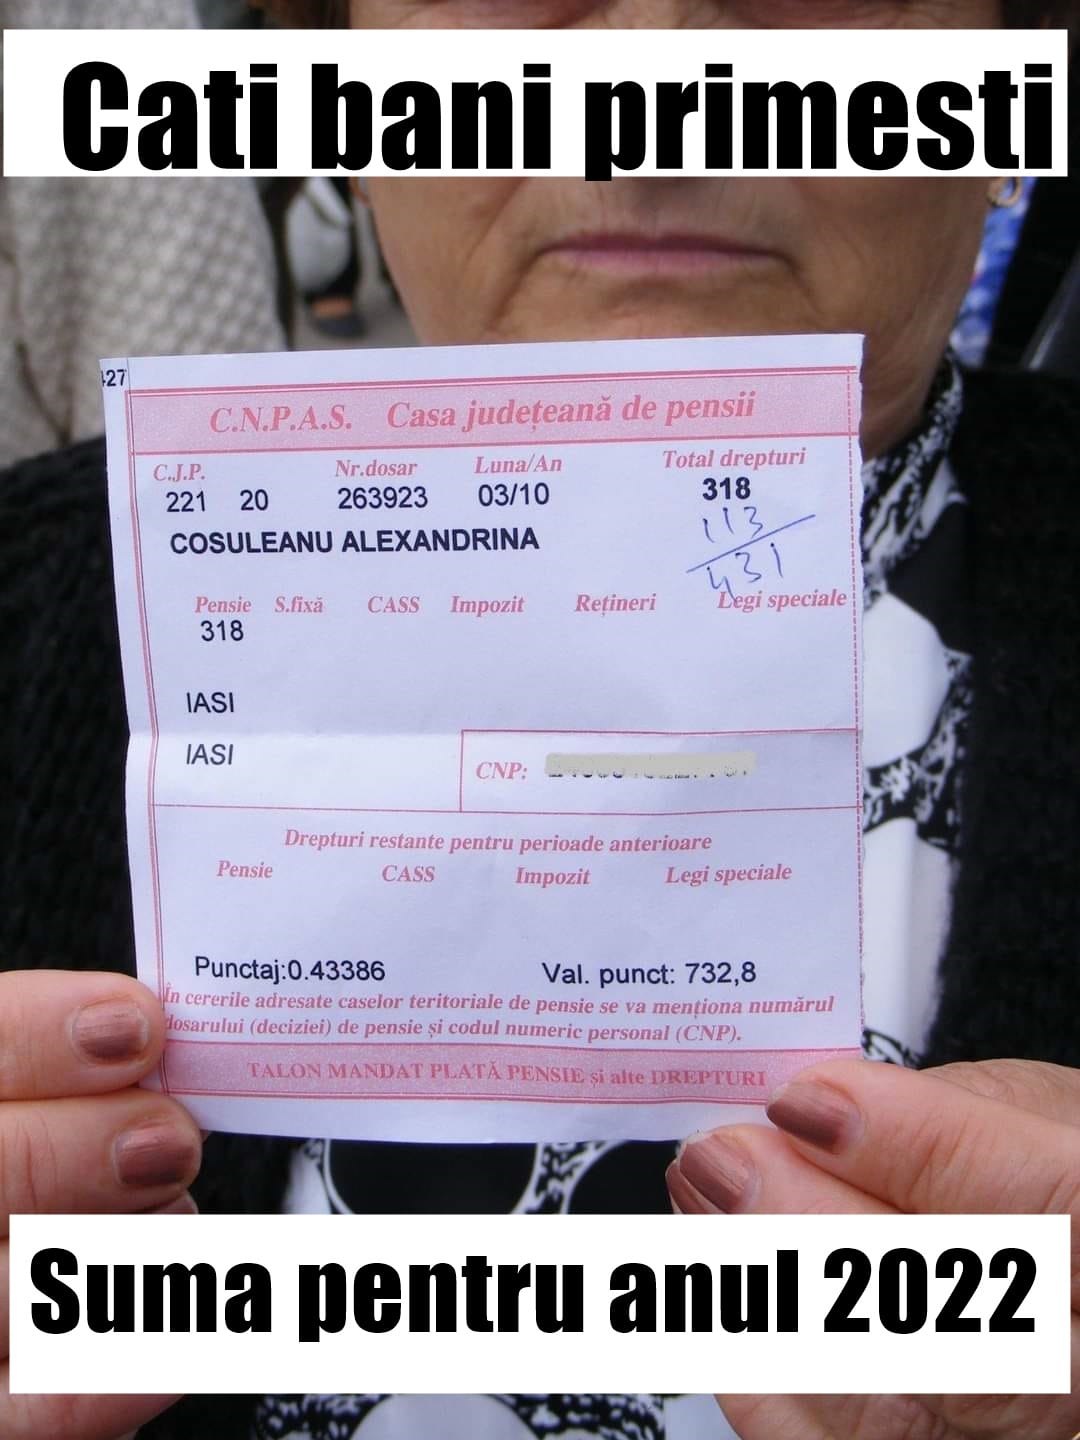 Cati bani primesti
427
C.N.P.A.S. Casa județeană de pensii
C.J.P. Nr.dosar Luna/An Total drepturi
221 20 263923 03/10 318
113
COSULEANU ALEXANDRINA
431
Pensie S.fixă CASS Impozit Rețineri Legi speciale
318
IASI
IASI
CNP:
Drepturi restante pentru perioade anterioare
Pensie CASS Impozit Legi speciale
Punctaj:0.43386 Val. punct: 732,8
În cererile adresate caselor teritoriale de pensie se va menționa numărul
dosarului (deciziei) de pensie și codul numeric personal (CNP).
TALON MANDAT PLATĂ PENSIE și alte DREPTURI
Suma pentru anul 2022